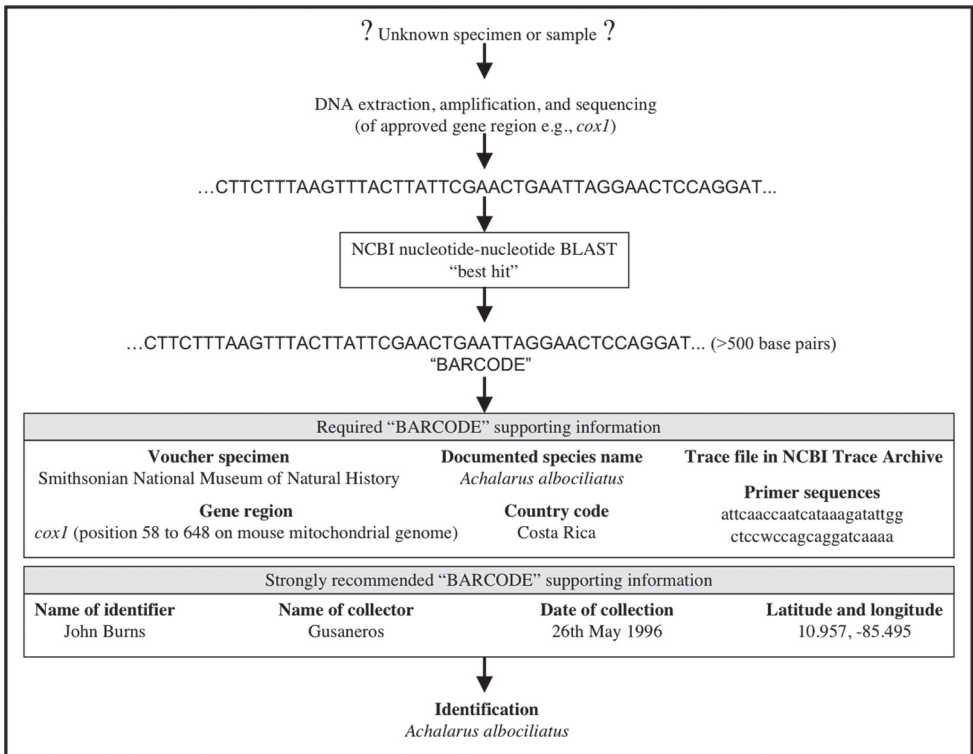 ? Unknown specimen or sample ?
DNA extraction, amplification, and sequencing
(of approved gene region e.g., cox1)
...CTTCTTTAAGTTTACTTATTCGAACTGAATTAGGAACTCCAGGAT...
NCBI nucleotide-nucleotide BLAST
“best hit”
...CTTCTTTAAGTTTACTTATTCGAACTGAATTAGGAACTCCAGGAT... (>500 base pairs)
“BARCODE”
Required “BARCODE” supporting information
Voucher specimen
Smithsonian National Museum of Natural History
Gene region
cox1 (position 58 to 648 on mouse mitochondrial genome)
Documented species name
Achalarus albociliatus
Country code
Costa Rica
Trace file in NCBI Trace Archive
Primer sequences
attcaaccaatcataaagatattgg
ctccwccagcaggatcaaaa
Strongly recommended “BARCODE” supporting information
Name of identifier
John Burns
Name of collector
Gusaneros
Date of collection
26th May 1996
Latitude and longitude
10.957, -85.495
Identification
Achalarus albociliatus